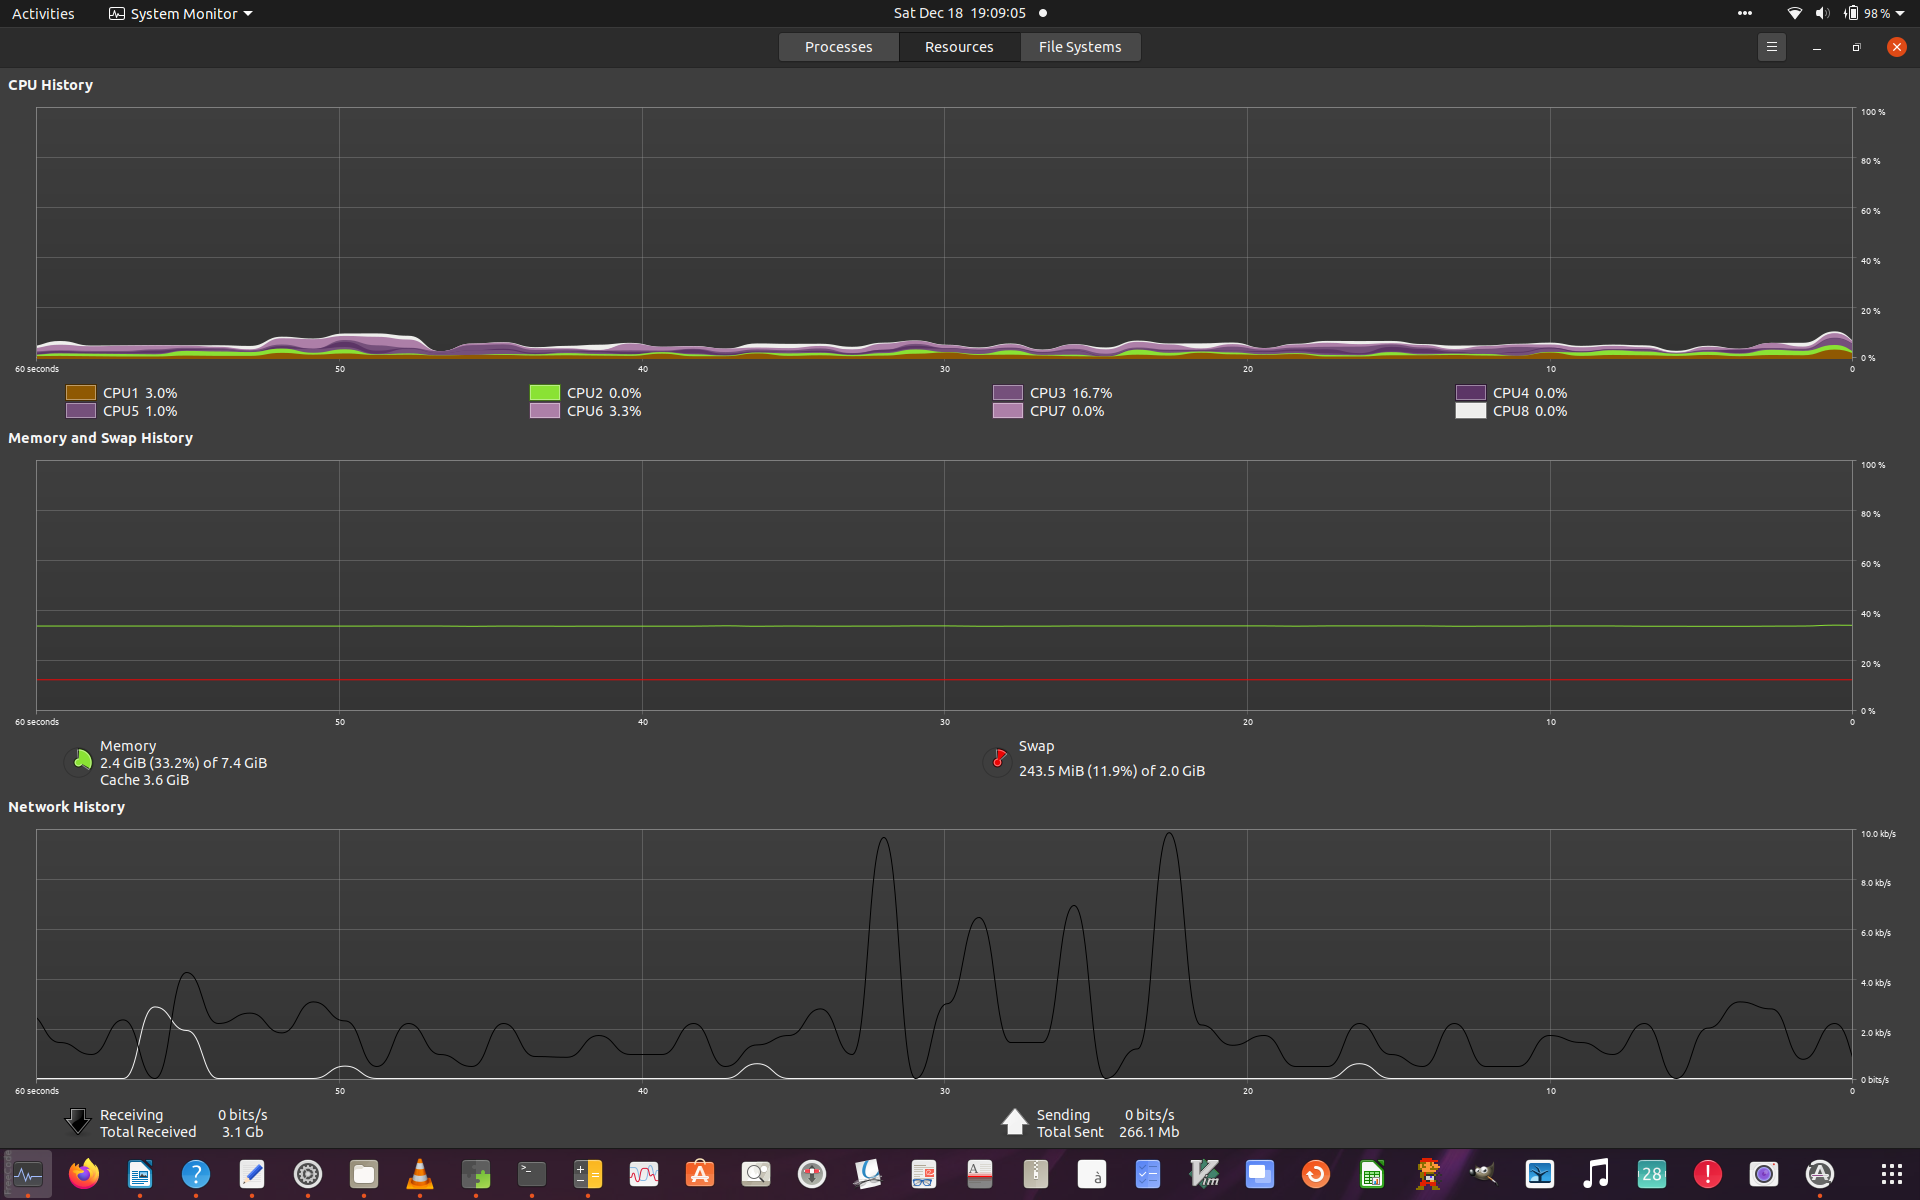 Activities System Monitor Sat Dec 18 19:09:05 98 %
Processes Resources File Systems
CPU History
100 %
80 %
60 %
40 %
20 %
0 %
60 seconds 50 40 30 20 10 0
CPU1 3.0% CPU2 0.0% CPU3 16.7% CPU4 0.0%
CPU5 1.0% CPU6 3.3% CPU7 0.0% CPU8 0.0%
Memory and Swap History
100 %
80 %
60 %
40 %
20 %
0 %
60 seconds 50 40 30 20 10 0
Memory
2.4 GiB (33.2%) of 7.4 GiB
Cache 3.6 GiB
Swap
243.5 MiB (11.9%) of 2.0 GiB
Network History
10.0 kb/s
8.0 kb/s
6.0 kb/s
4.0 kb/s
2.0 kb/s
0 bits/s
60 seconds 50 40 30 20 10 0
Receiving 0 bits/s
Total Received 3.1 Gb
Sending 0 bits/s
Total Sent 266.1 Mb
? >_ A à Vim 28 !